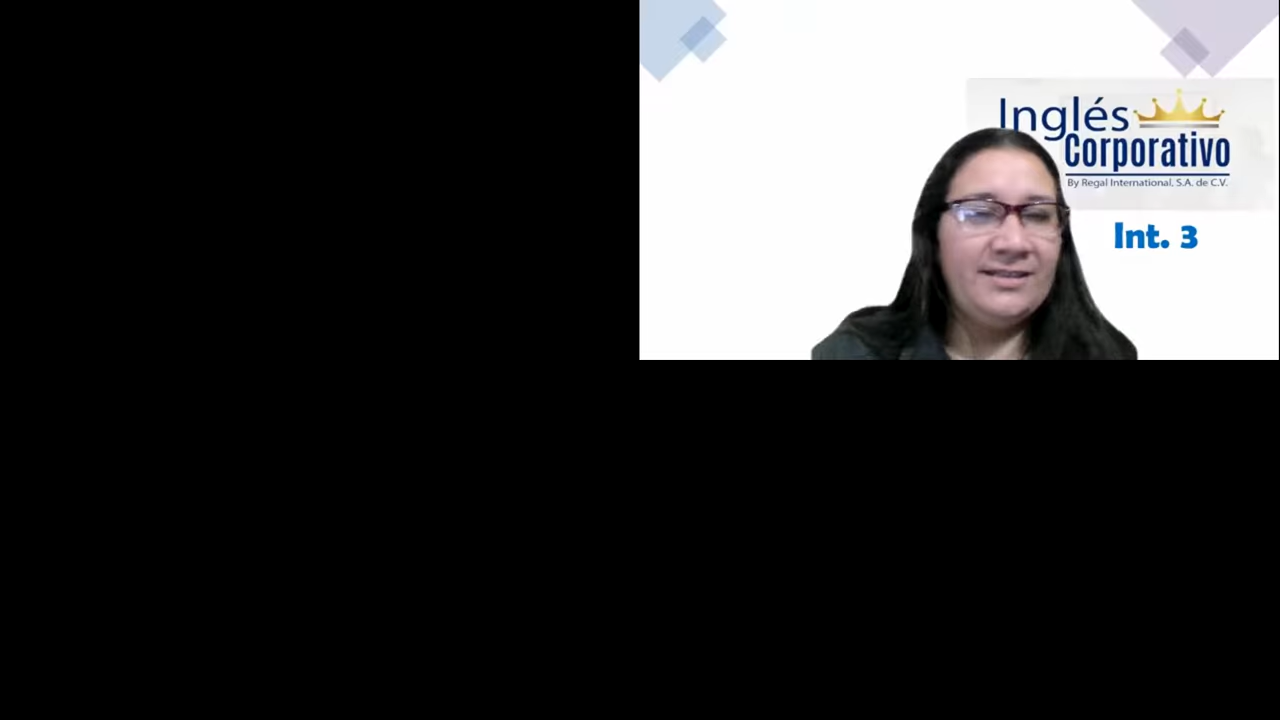 Inglés
Corporativo
By Regal International, S.A. de C.V.
Int. 3